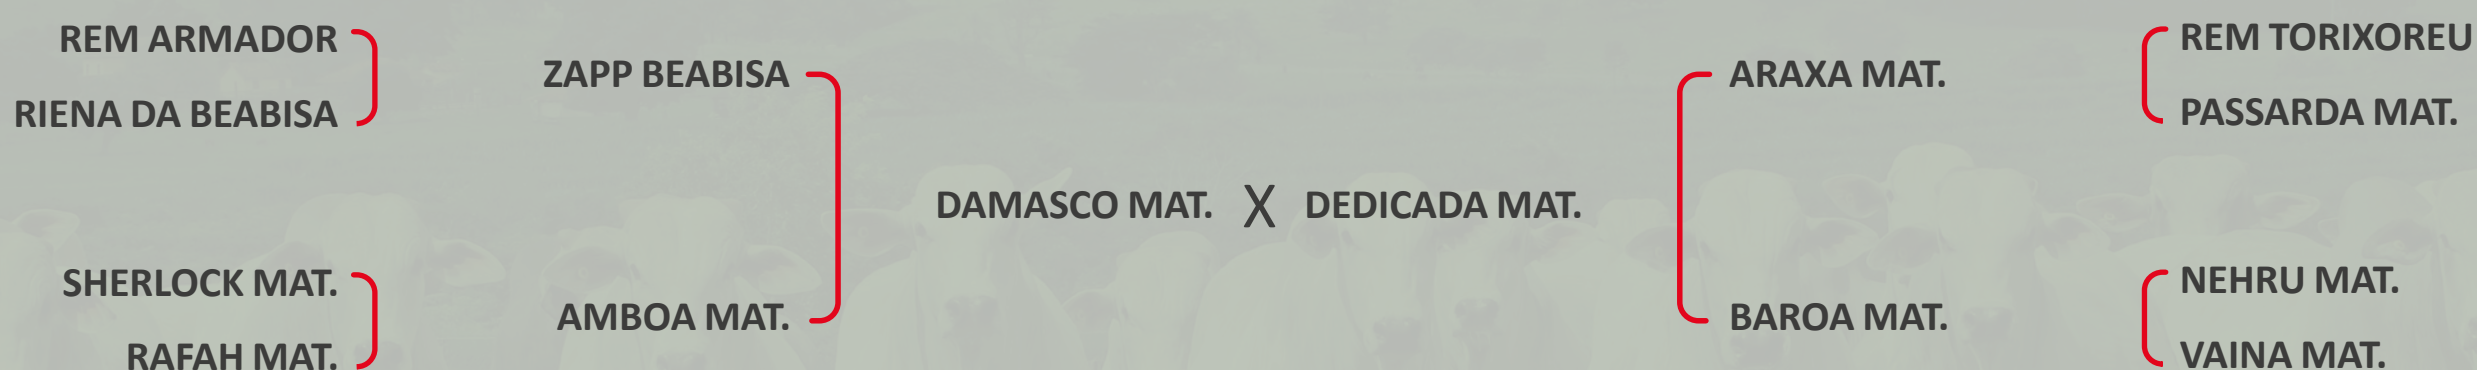 REM ARMADOR
RIENA DA BEABISA
ZAPP BEABISA
SHERLOCK MAT.
RAFAH MAT.
AMBOA MAT.
DAMASCO MAT. X DEDICADA MAT.
ARAXA MAT.
REM TORIXOREU
PASSARDA MAT.
BAROA MAT.
NEHRU MAT.
VAINA MAT.